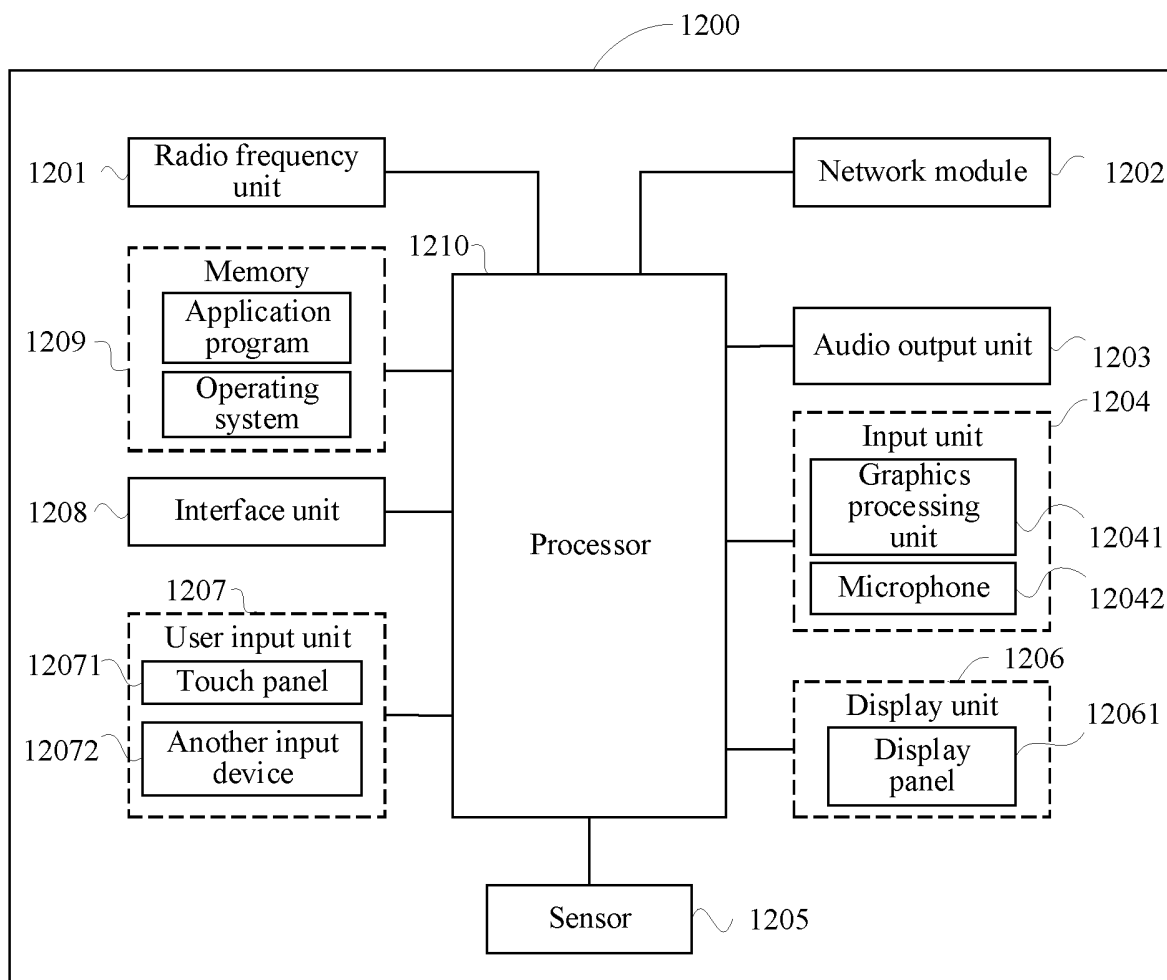 1200
1201
Radio frequency
unit
Network module
1202
1210
1209
Memory
Application
program
Operating
system
Audio output unit
1203
1208
Interface unit
Processor
1204
Input unit
Graphics
processing
unit
12041
Microphone
12042
1207
User input unit
12071
Touch panel
12072
Another input
device
1206
Display unit
12061
Display
panel
Sensor
1205